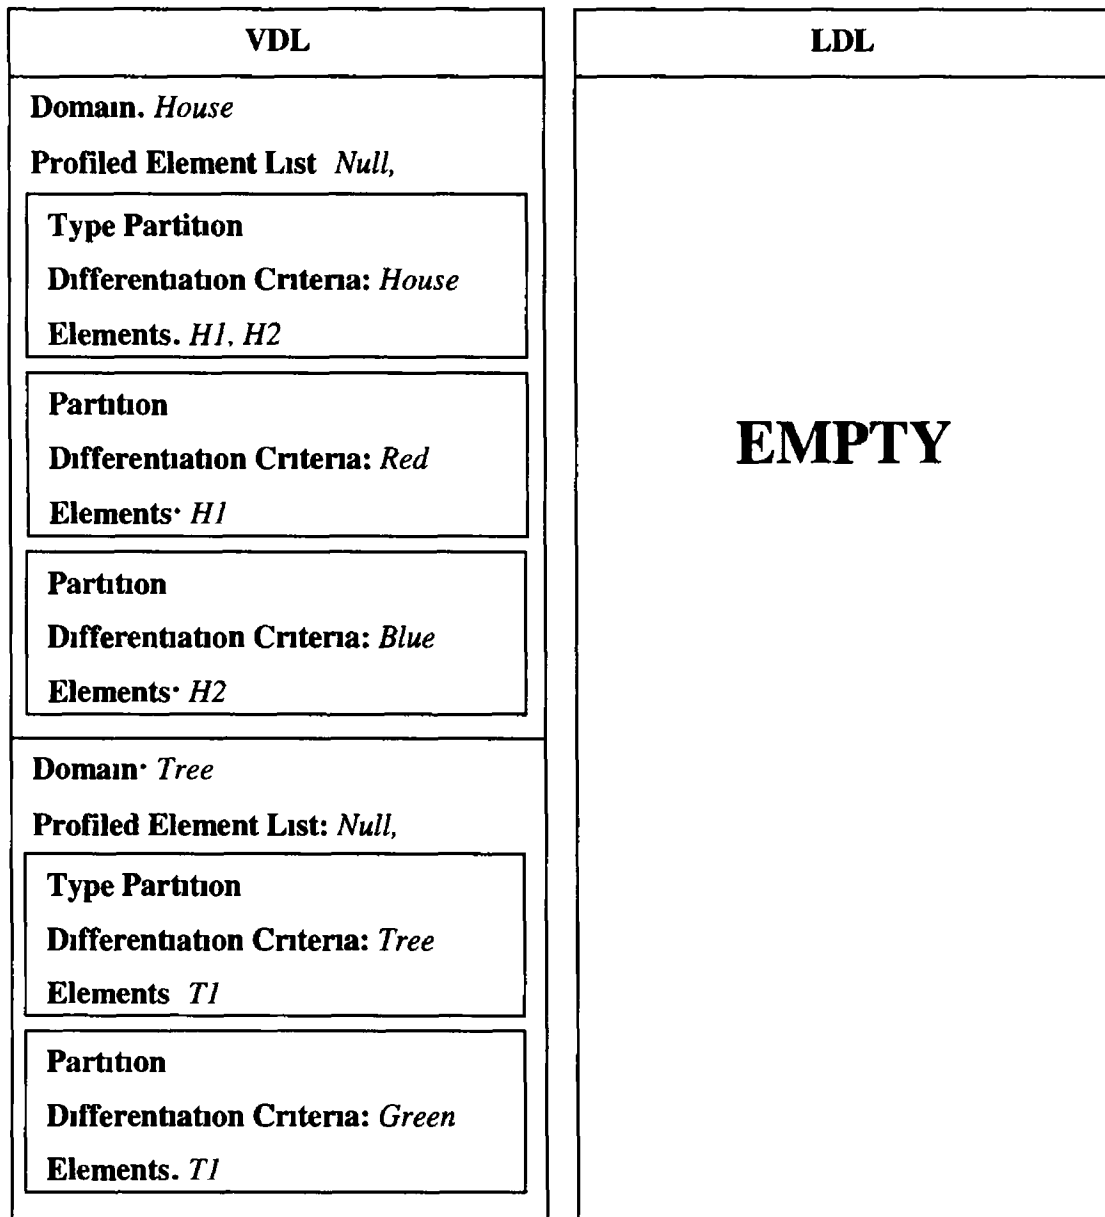 VDL
Domain. House
Profiled Element List Null,
Type Partition
Differentiation Criteria: House
Elements. H1, H2
Partition
Differentiation Criteria: Red
Elements· H1
Partition
Differentiation Criteria: Blue
Elements· H2
Domain· Tree
Profiled Element List: Null,
Type Partition
Differentiation Criteria: Tree
Elements T1
Partition
Differentiation Criteria: Green
Elements. T1
LDL
EMPTY